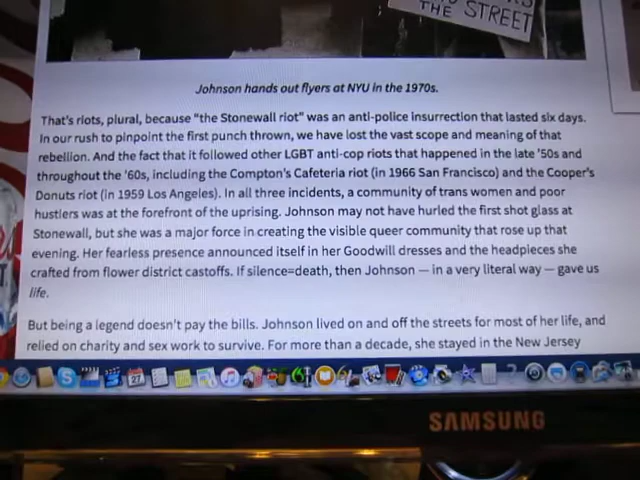 THE STREET
Johnson hands out flyers at NYU in the 1970s.
That's riots, plural, because "the Stonewall riot" was an anti-police insurrection that lasted six days.
In our rush to pinpoint the first punch thrown, we have lost the vast scope and meaning of that
rebellion. And the fact that it followed other LGBT anti-cop riots that happened in the late '50s and
throughout the '60s, including the Compton's Cafeteria riot (in 1966 San Francisco) and the Cooper's
Donuts riot (in 1959 Los Angeles). In all three incidents, a community of trans women and poor
hustlers was at the forefront of the uprising. Johnson may not have hurled the first shot glass at
Stonewall, but she was a major force in creating the visible queer community that rose up that
evening. Her fearless presence announced itself in her Goodwill dresses and the headpieces she
crafted from flower district castoffs. If silence=death, then Johnson — in a very literal way — gave us
life.
But being a legend doesn't pay the bills. Johnson lived on and off the streets for most of her life, and
relied on charity and sex work to survive. For more than a decade, she stayed in the New Jersey
27
SAMSUNG